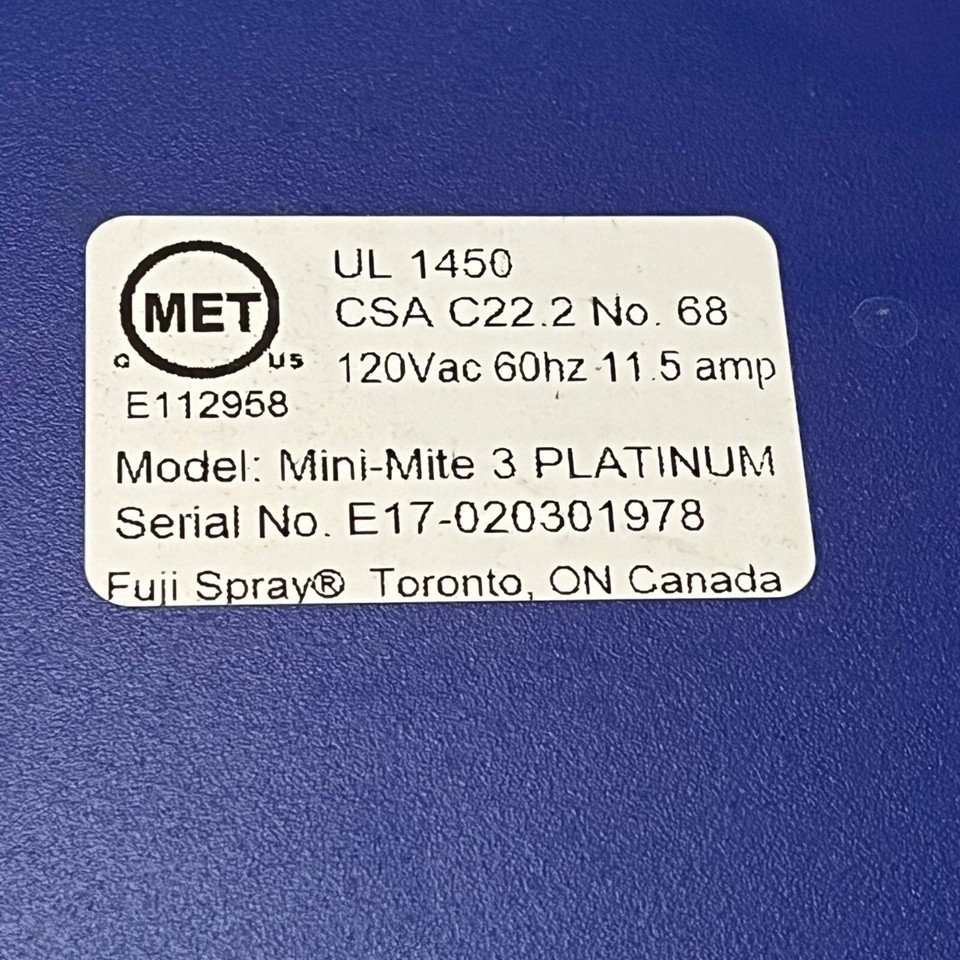 MET
C US
E112958
UL 1450
CSA C22.2 No. 68
120Vac 60hz 11.5 amp
Model: Mini-Mite 3 PLATINUM
Serial No. E17-020301978
Fuji Spray® Toronto, ON Canada